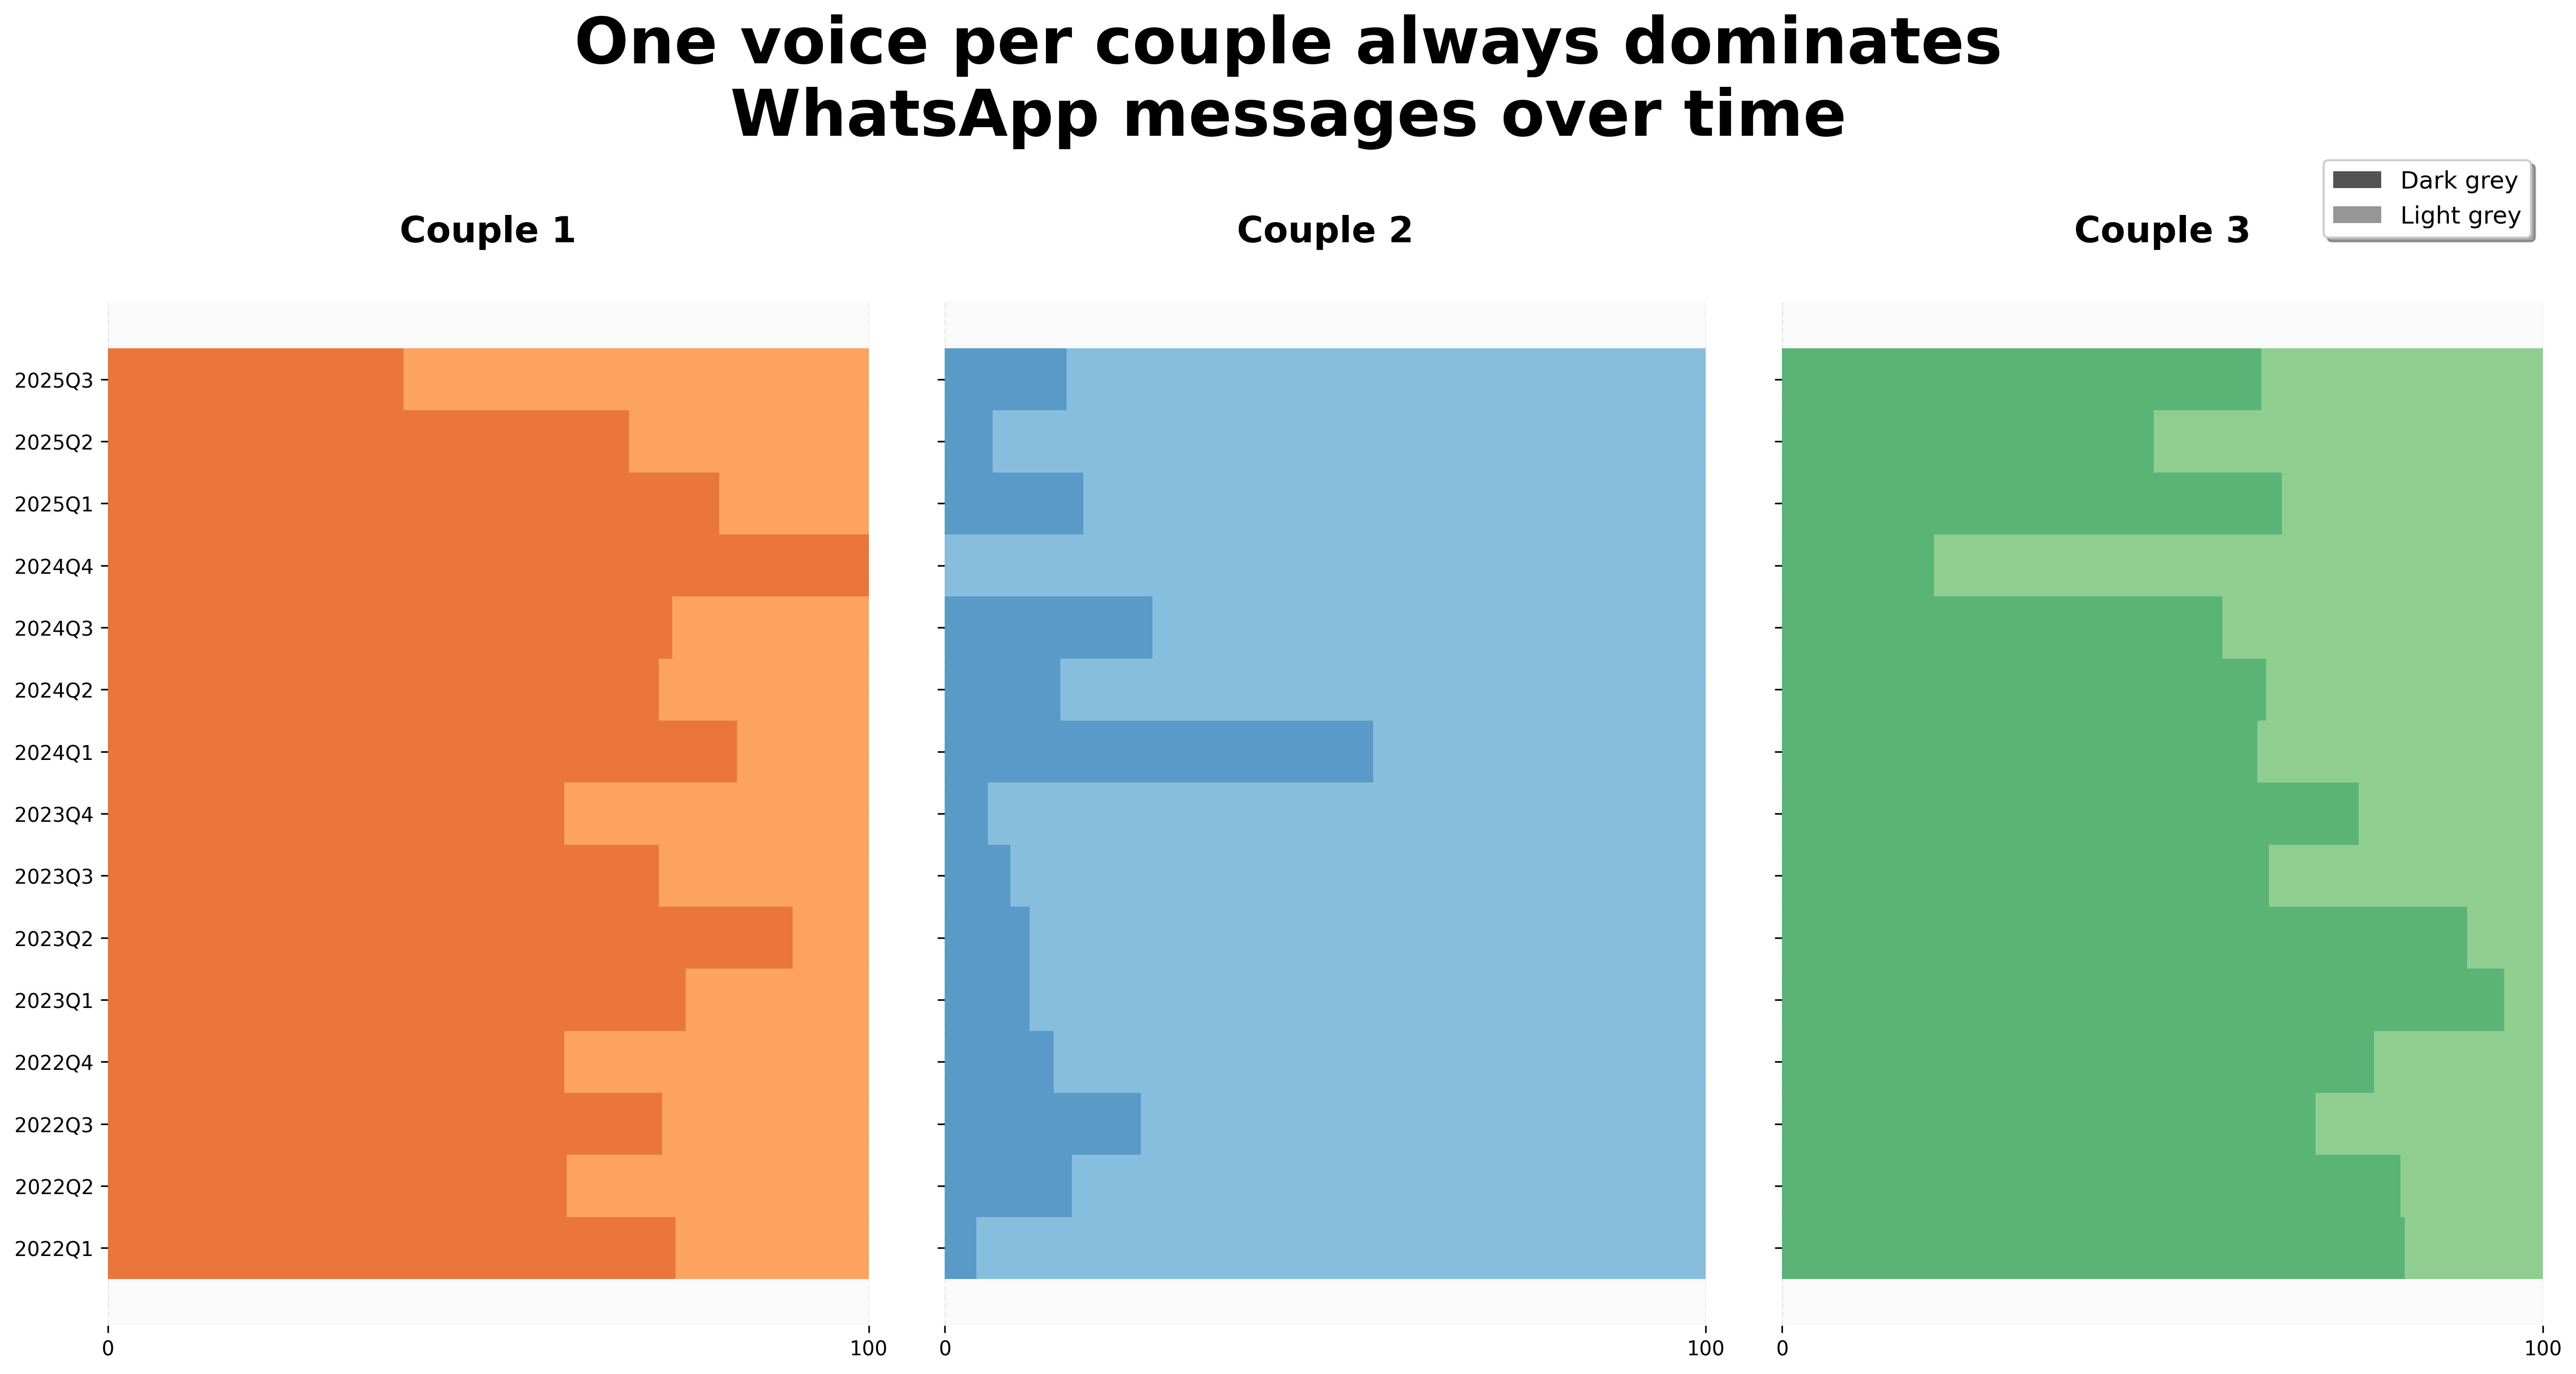 One voice per couple always dominates
WhatsApp messages over time
Dark grey
Light grey
Couple 1
Couple 2
Couple 3
2025Q3
2025Q2
2025Q1
2024Q4
2024Q3
2024Q2
2024Q1
2023Q4
2023Q3
2023Q2
2023Q1
2022Q4
2022Q3
2022Q2
2022Q1
0
100
0
100
0
100